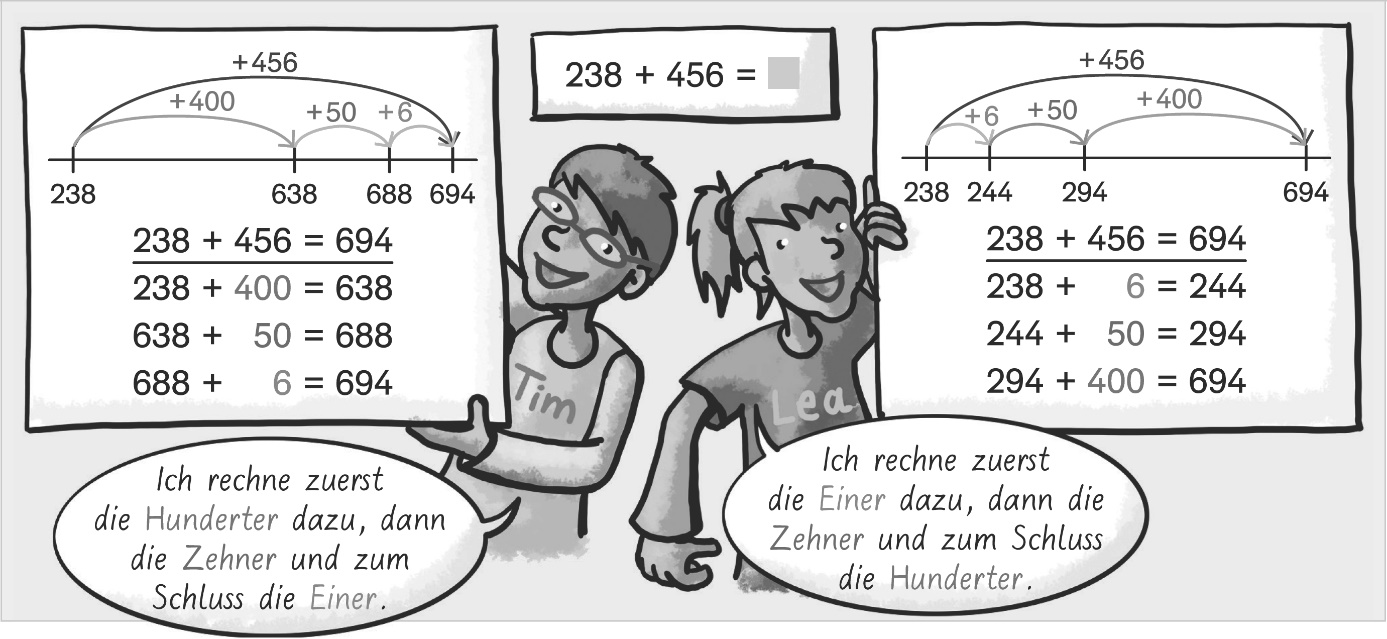 +456
+400 +50 +6
238 638 688 694
238 + 456 = 694
238 + 400 = 638
638 + 50 = 688
688 + 6 = 694
Ich rechne zuerst
die Hunderter dazu, dann
die Zehner und zum
Schluss die Einer.
238 + 456 =
Tim
Lea
+456
+6 +50 +400
238 244 294 694
238 + 456 = 694
238 + 6 = 244
244 + 50 = 294
294 + 400 = 694
Ich rechne zuerst
die Einer dazu, dann die
Zehner und zum Schluss
die Hunderter.